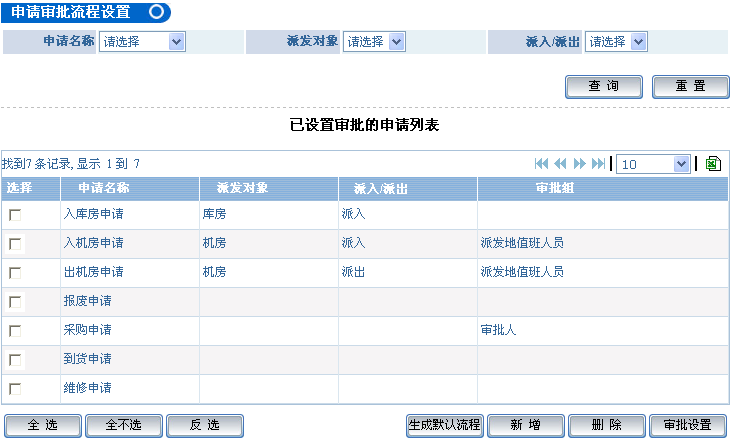 申请审批流程设置
申请名称 请选择 派发对象 请选择 派入/派出 请选择
查 询 重 置
已设置审批的申请列表
找到7 条记录, 显示 1 到 7 10
选择 申请名称 派发对象 派入/派出 审批组
入库房申请 库房 派入
入机房申请 机房 派入 派发地值班人员
出机房申请 机房 派出 派发地值班人员
报废申请
采购申请 审批人
到货申请
维修申请
全 选 全不选 反 选 生成默认流程 新 增 删 除 审批设置